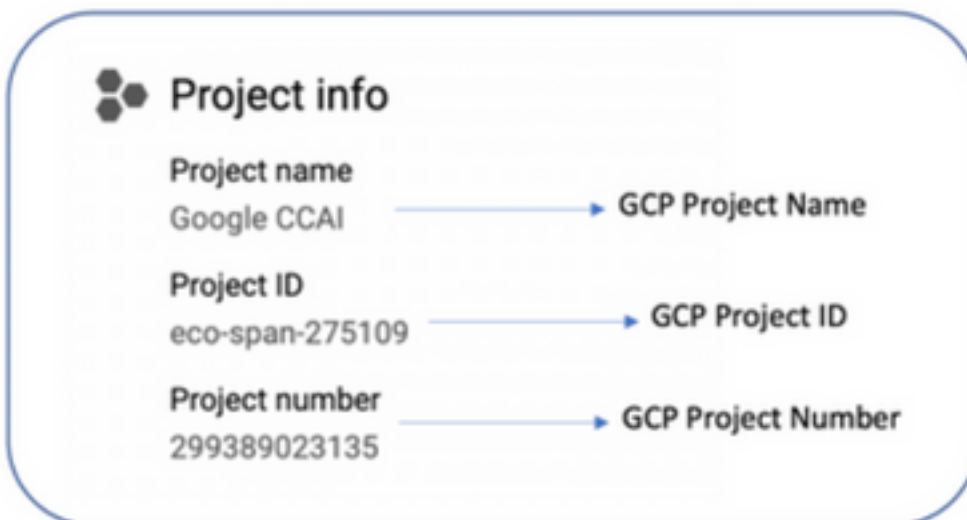 Project info
Project name
Google CCAI
GCP Project Name
Project ID
eco-span-275109
GCP Project ID
Project number
299389023135
GCP Project Number